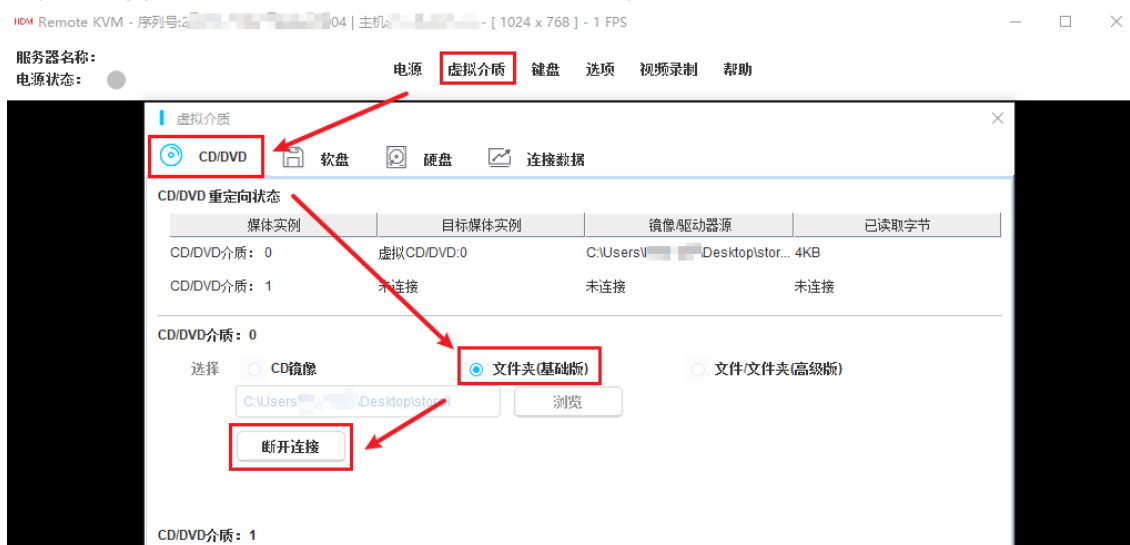 HDM Remote KVM - 序列号:2 04 | 主机: - [ 1024 x 768 ] - 1 FPS
服务器名称:
电源状态:
电源 虚拟介质 键盘 选项 视频录制 帮助
虚拟介质
CD/DVD 软盘 硬盘 连接数据
CD/DVD 重定向状态
媒体实例 目标媒体实例 镜像/驱动器源 已读取字节
CD/DVD介质: 0 虚拟CD/DVD:0 C:\Users\ \Desktop\stor... 4KB
CD/DVD介质: 1 未连接 未连接 未连接
CD/DVD介质: 0
选择 CD镜像 文件夹(基础版) 文件/文件夹(高级版)
C:\Users \Desktop\ 浏览
断开连接
CD/DVD介质: 1